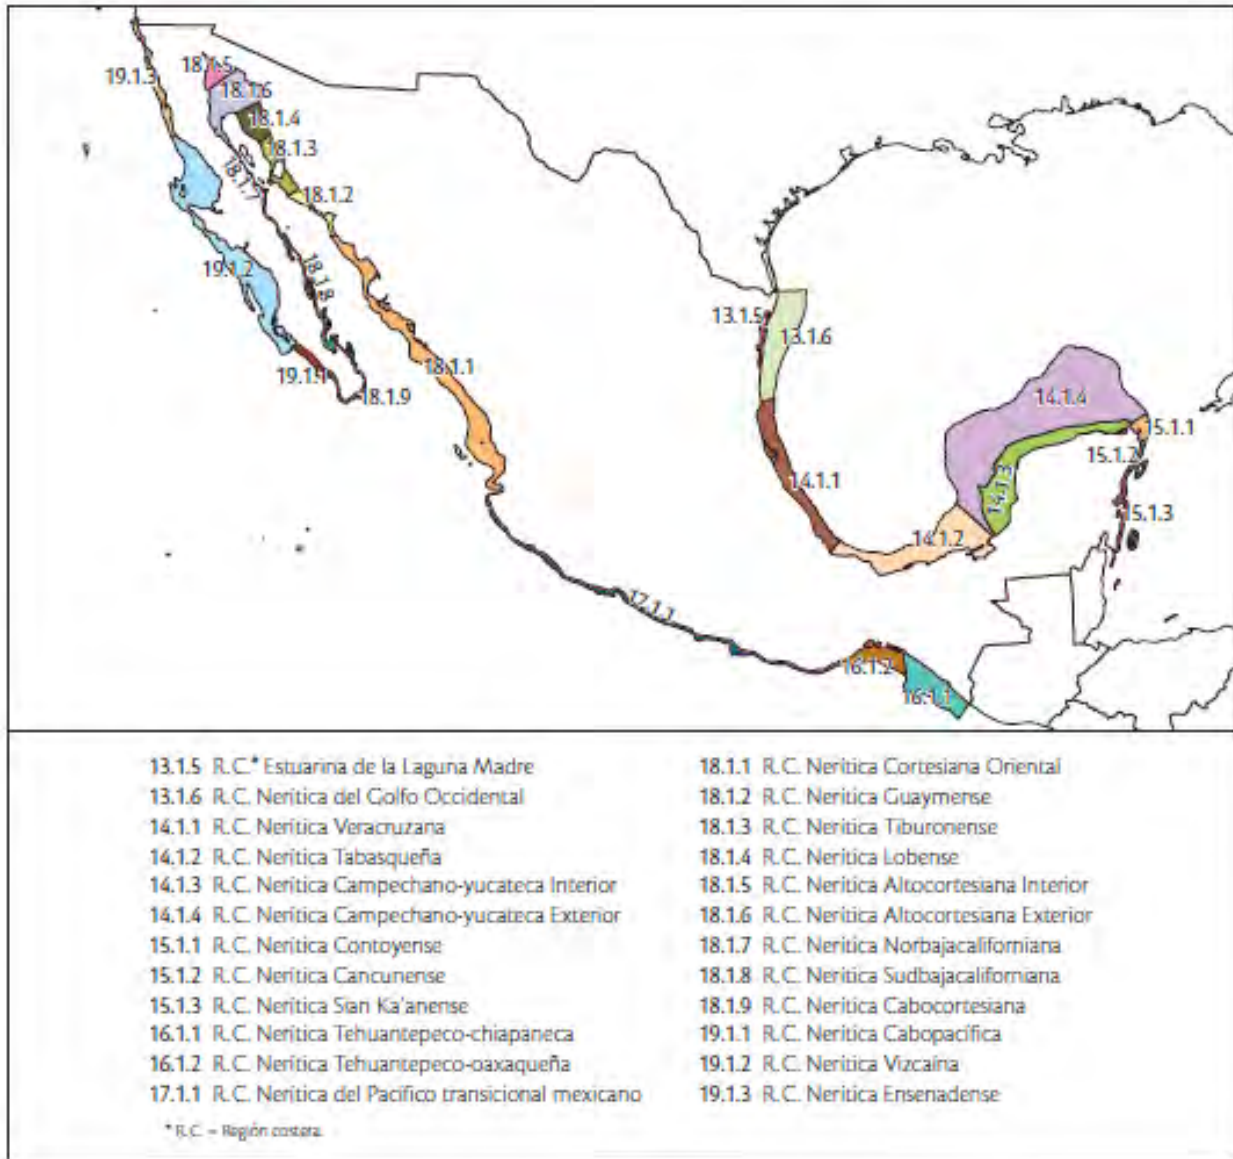 19.1.3
18.1.5
18.1.6
18.1.4
18.1.3
18.1.7
18.1.2
19.1.2
18.1.8
13.1.5
13.1.6
19.1.1
18.1.9
18.1.1
14.1.4
15.1.1
15.1.2
14.1.1
14.1.3
15.1.3
14.1.2
17.1.1
16.1.2
16.1.1
13.1.5 R.C.* Estuarina de la Laguna Madre
13.1.6 R.C. Nerítica del Golfo Occidental
14.1.1 R.C. Nerítica Veracruzana
14.1.2 R.C. Nerítica Tabasqueña
14.1.3 R.C. Nerítica Campechano-yucateca Interior
14.1.4 R.C. Nerítica Campechano-yucateca Exterior
15.1.1 R.C. Nerítica Contoyense
15.1.2 R.C. Nerítica Cancunense
15.1.3 R.C. Nerítica Sian Ka'anense
16.1.1 R.C. Nerítica Tehuantepeco-chiapaneca
16.1.2 R.C. Nerítica Tehuantepeco-oaxaqueña
17.1.1 R.C. Nerítica del Pacífico transicional mexicano
18.1.1 R.C. Nerítica Cortesiana Oriental
18.1.2 R.C. Nerítica Guaymense
18.1.3 R.C. Nerítica Tiburonense
18.1.4 R.C. Nerítica Lobense
18.1.5 R.C. Nerítica Altocortesiana Interior
18.1.6 R.C. Nerítica Altocortesiana Exterior
18.1.7 R.C. Nerítica Norbajacaliforniana
18.1.8 R.C. Nerítica Sudbajacaliforniana
18.1.9 R.C. Nerítica Cabocortesiana
19.1.1 R.C. Nerítica Cabopacífica
19.1.2 R.C. Nerítica Vizcaína
19.1.3 R.C. Nerítica Ensenadense
* R.C. = Región costera.